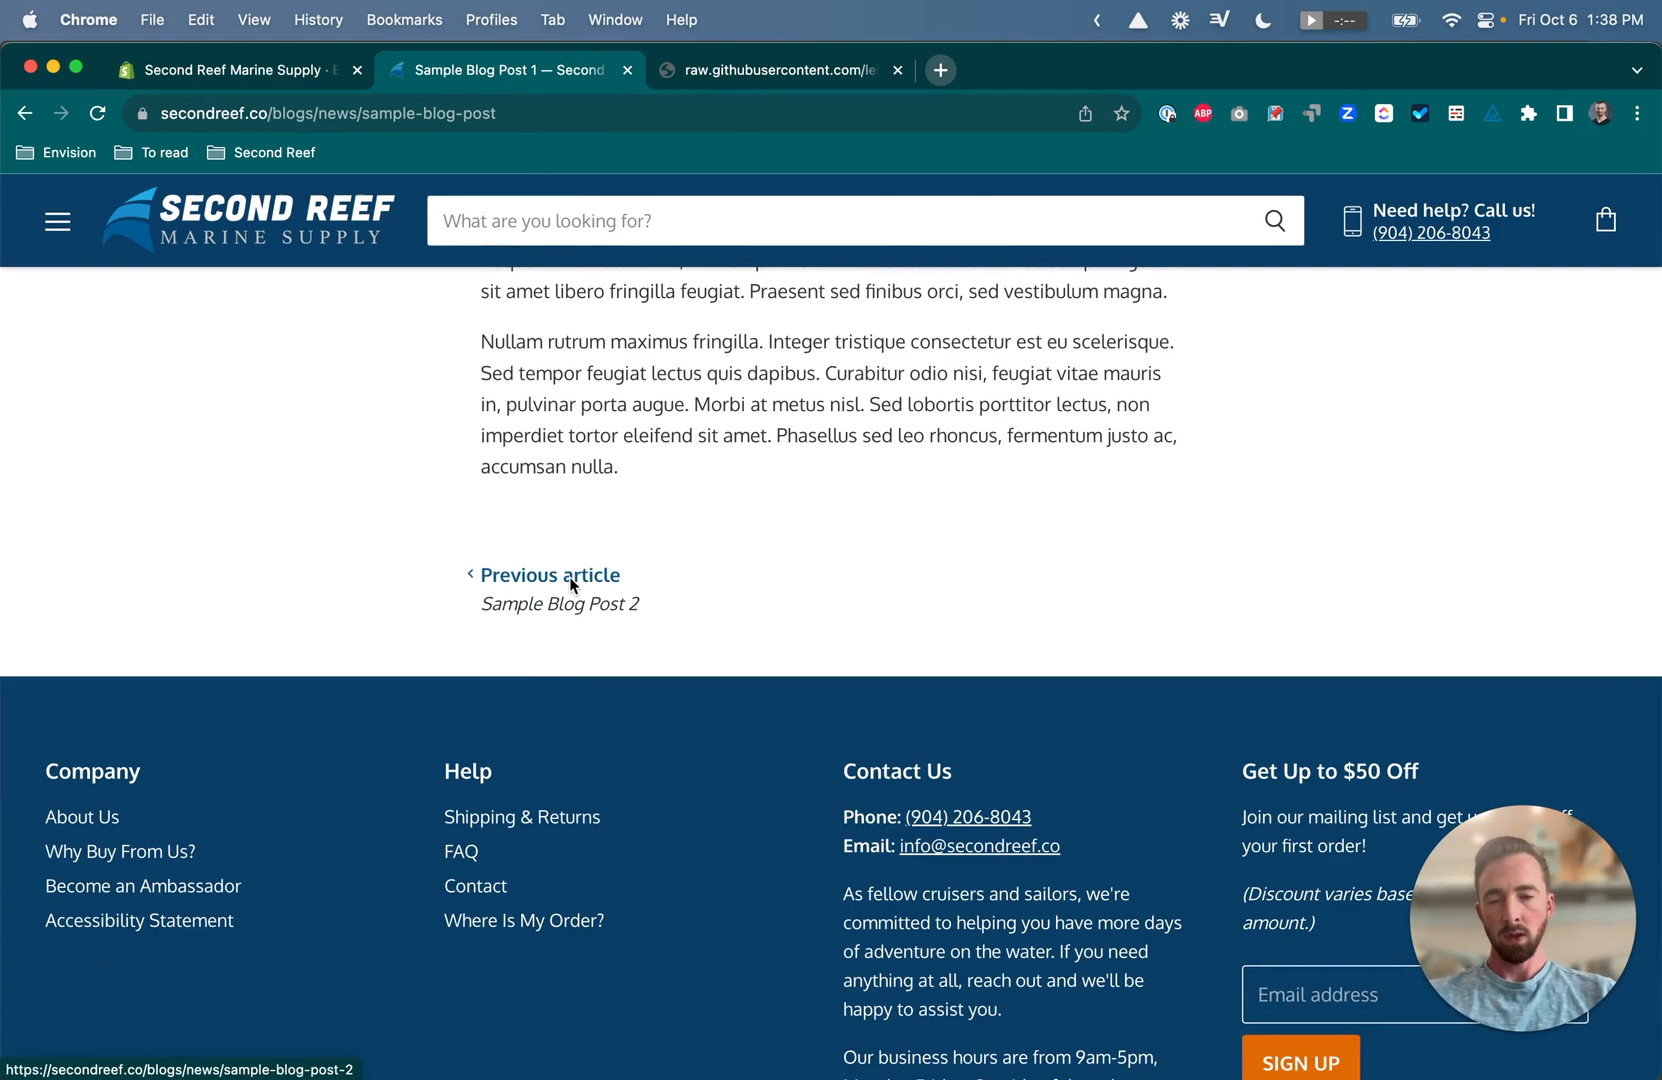 Chrome File Edit View History Bookmarks Profiles Tab Window Help -:-- Fri Oct 6 1:38 PM
Second Reef Marine Supply · Sample Blog Post 1 — Second raw.githubusercontent.com/le
secondreef.co/blogs/news/sample-blog-post ABP Z
Envision To read Second Reef
SECOND REEF
MARINE SUPPLY
What are you looking for?
Need help? Call us!
(904) 206-8043
sit amet libero fringilla feugiat. Praesent sed finibus orci, sed vestibulum magna.
Nullam rutrum maximus fringilla. Integer tristique consectetur est eu scelerisque.
Sed tempor feugiat lectus quis dapibus. Curabitur odio nisi, feugiat vitae mauris
in, pulvinar porta augue. Morbi at metus nisl. Sed lobortis porttitor lectus, non
imperdiet tortor eleifend sit amet. Phasellus sed leo rhoncus, fermentum justo ac,
accumsan nulla.
Previous article
Sample Blog Post 2
Company
About Us
Why Buy From Us?
Become an Ambassador
Accessibility Statement
Help
Shipping & Returns
FAQ
Contact
Where Is My Order?
Contact Us
Phone: (904) 206-8043
Email: info@secondreef.co
As fellow cruisers and sailors, we're
committed to helping you have more days
of adventure on the water. If you need
anything at all, reach out and we'll be
happy to assist you.
Our business hours are from 9am-5pm,
Get Up to $50 Off
Join our mailing list and get
your first order!
(Discount varies
amount.)
Email address
SIGN UP
https://secondreef.co/blogs/news/sample-blog-post-2